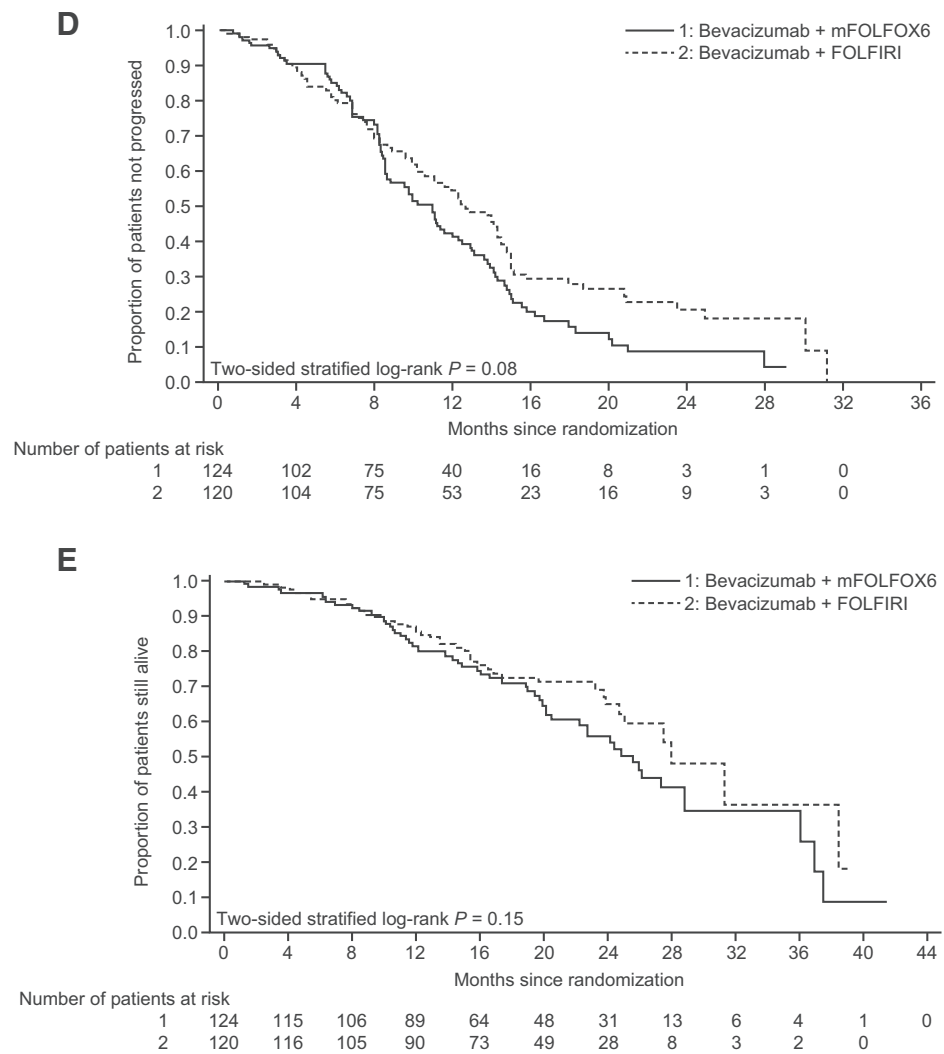 D
1: Bevacizumab + mFOLFOX6
2: Bevacizumab + FOLFIRI
Proportion of patients not progressed
1.0
0.9
0.8
0.7
0.6
0.5
0.4
0.3
0.2
0.1
0.0
Two-sided stratified log-rank P = 0.08
0 4 8 12 16 20 24 28 32 36
Months since randomization
Number of patients at risk
1 124 102 75 40 16 8 3 1 0
2 120 104 75 53 23 16 9 3 0
E
1: Bevacizumab + mFOLFOX6
2: Bevacizumab + FOLFIRI
Proportion of patients still alive
1.0
0.9
0.8
0.7
0.6
0.5
0.4
0.3
0.2
0.1
0.0
Two-sided stratified log-rank P = 0.15
0 4 8 12 16 20 24 28 32 36 40 44
Months since randomization
Number of patients at risk
1 124 115 106 89 64 48 31 13 6 4 1 0
2 120 116 105 90 73 49 28 8 3 2 0